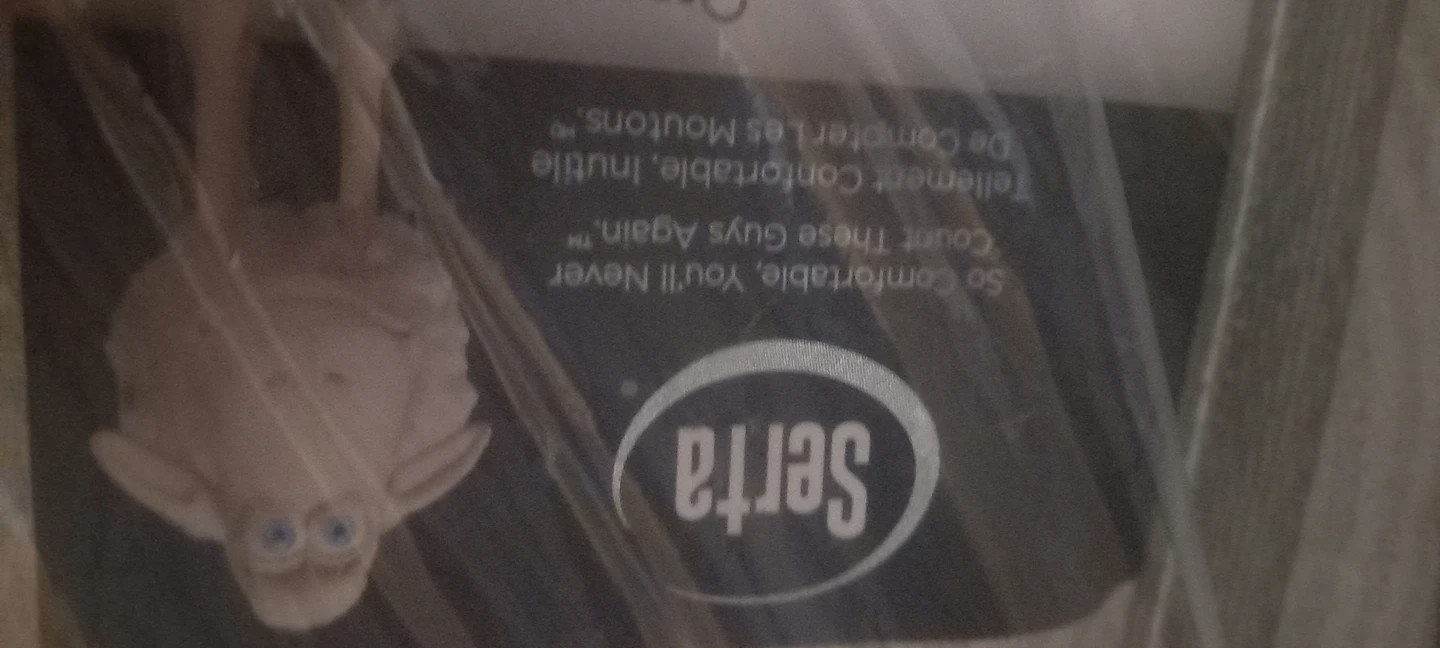 Serta
So Comfortable, You'll Never
Count These Guys Again.™
Tellement Confortable, Inutile
De Compter Les Moutons.MD